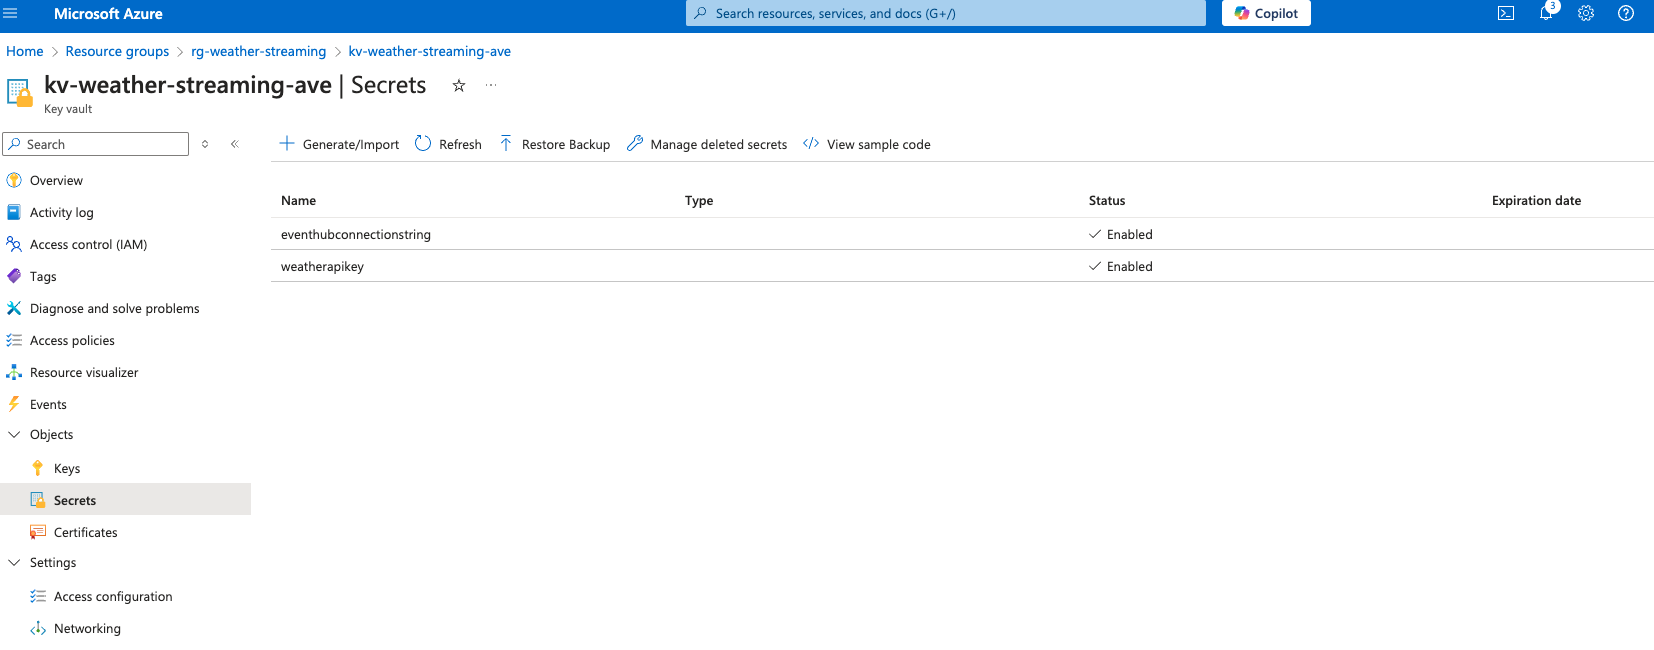 Microsoft Azure
Search resources, services, and docs (G+/)
Copilot
3
Home > Resource groups > rg-weather-streaming > kv-weather-streaming-ave
kv-weather-streaming-ave | Secrets
Key vault
Search
Generate/Import
Refresh
Restore Backup
Manage deleted secrets
View sample code
Overview
Activity log
Access control (IAM)
Tags
Diagnose and solve problems
Access policies
Resource visualizer
Events
Objects
Keys
Secrets
Certificates
Settings
Access configuration
Networking
Name Type Status Expiration date
eventhubconnectionstring Enabled
weatherapikey Enabled